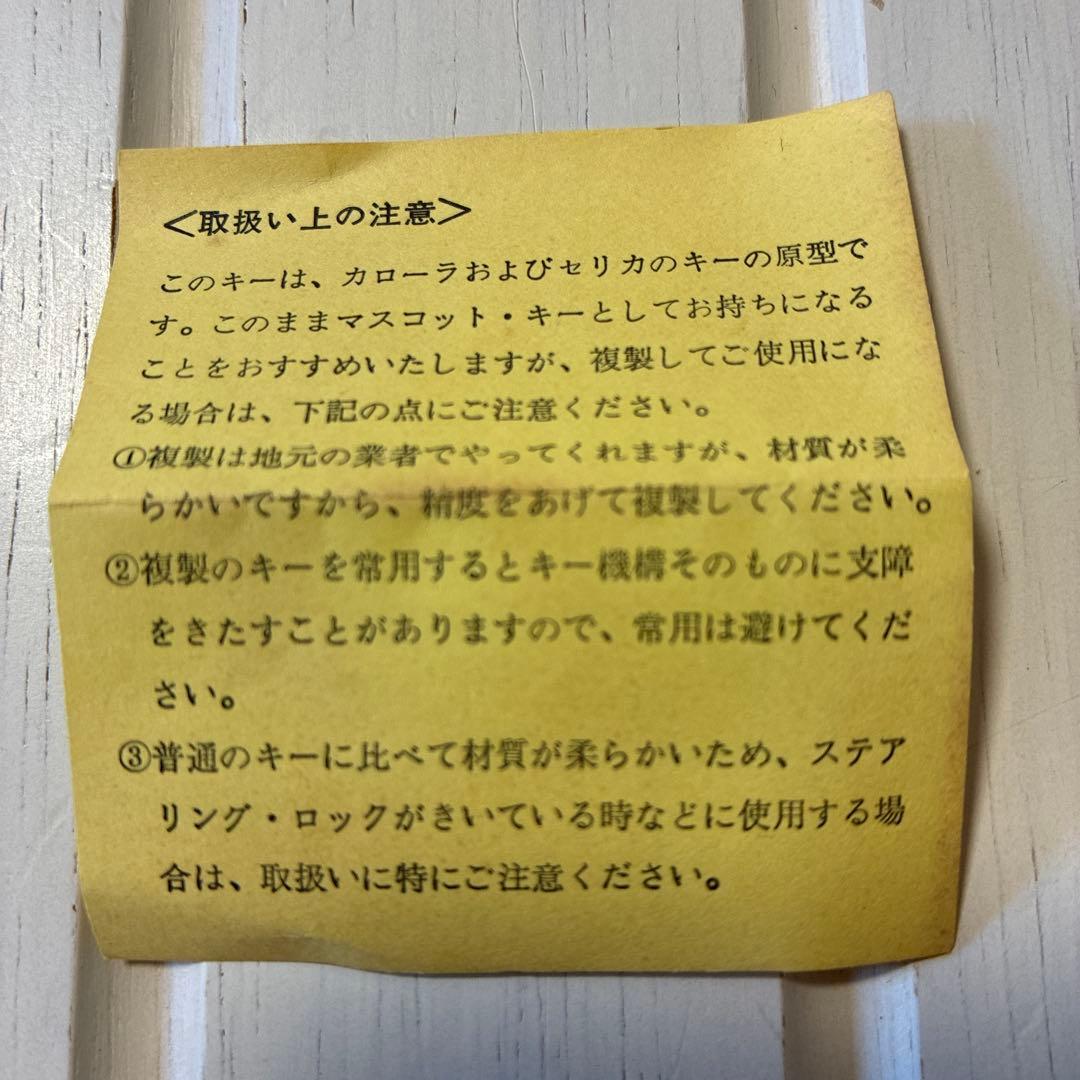 ＜取扱い上の注意＞
このキーは、カローラおよびセリカのキーの原型で
す。このままマスコット・キーとしてお持ちになる
ことをおすすめいたしますが、複製してご使用にな
る場合は、下記の点にご注意ください。
①複製は地元の業者でやってくれますが、材質が柔
らかいですから、精度をあげて複製してください。
②複製のキーを常用するとキー機構そのものに支障
をきたすことがありますので、常用は避けてくだ
さい。
③普通のキーに比べて材質が柔らかいため、ステア
リング・ロックがきいている時などに使用する場
合は、取扱いに特にご注意ください。